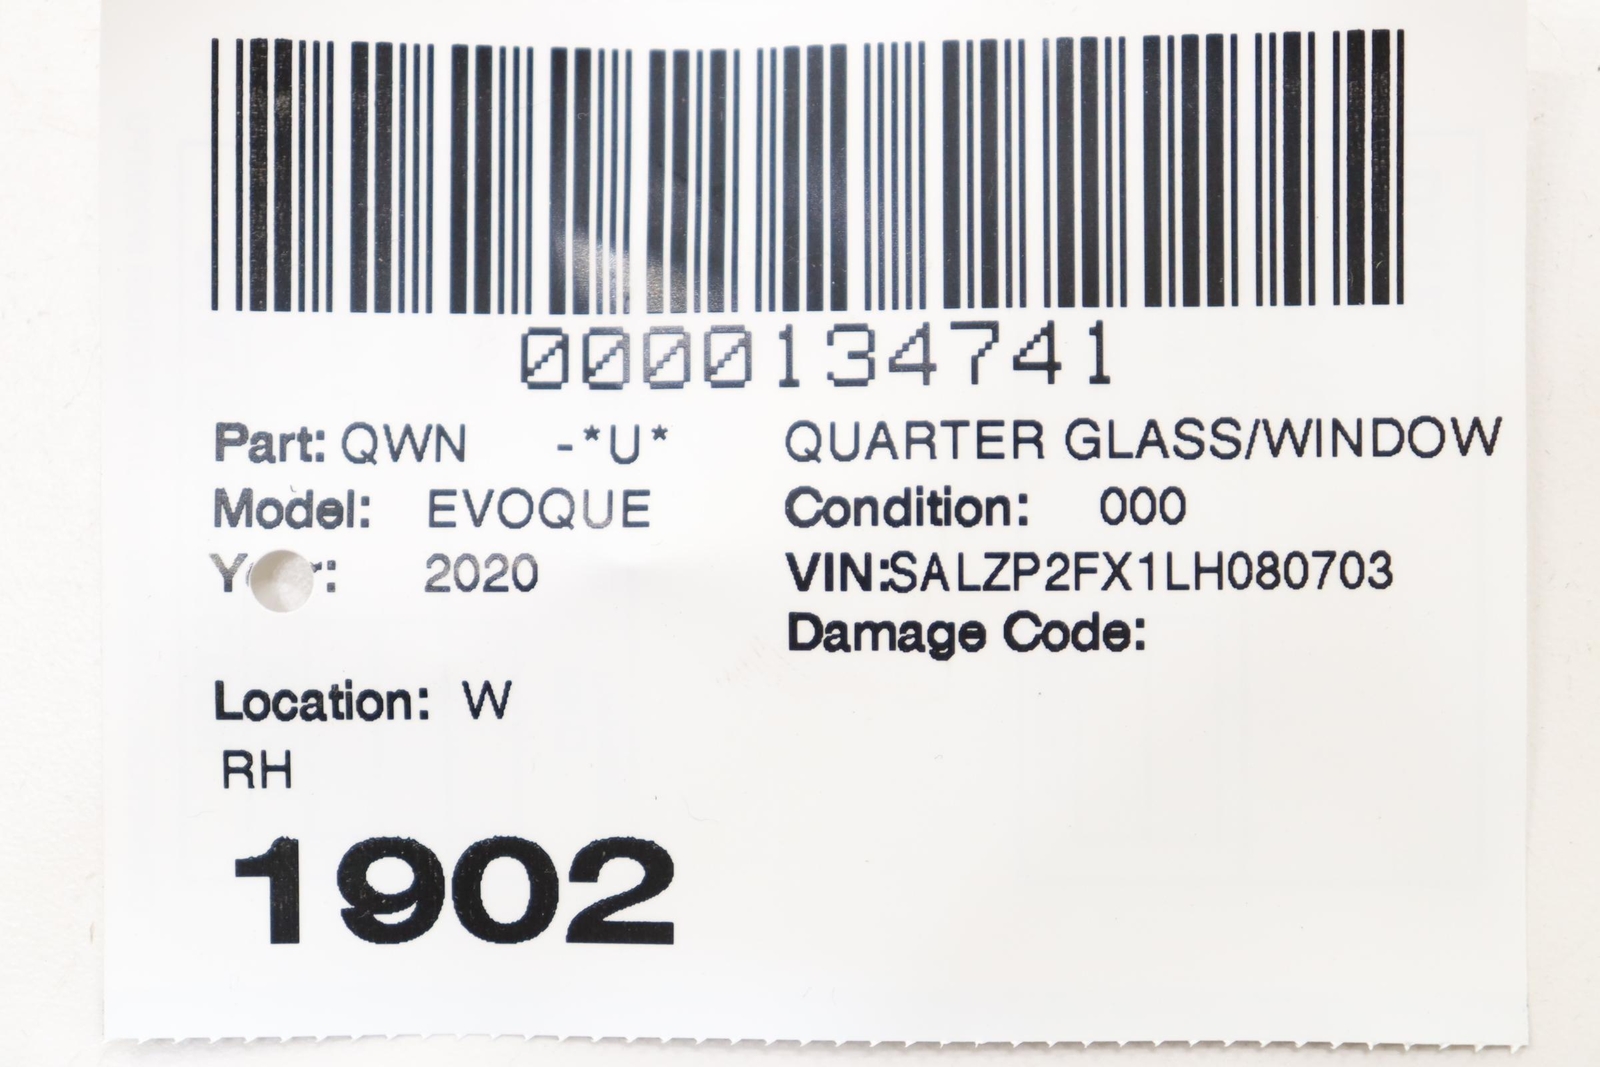 0000134741
Part: QWN -*U* QUARTER GLASS/WINDOW
Model: EVOQUE Condition: 000
2020 VIN:SALZP2FX1LH080703
Damage Code:
Location: W
RH
1902